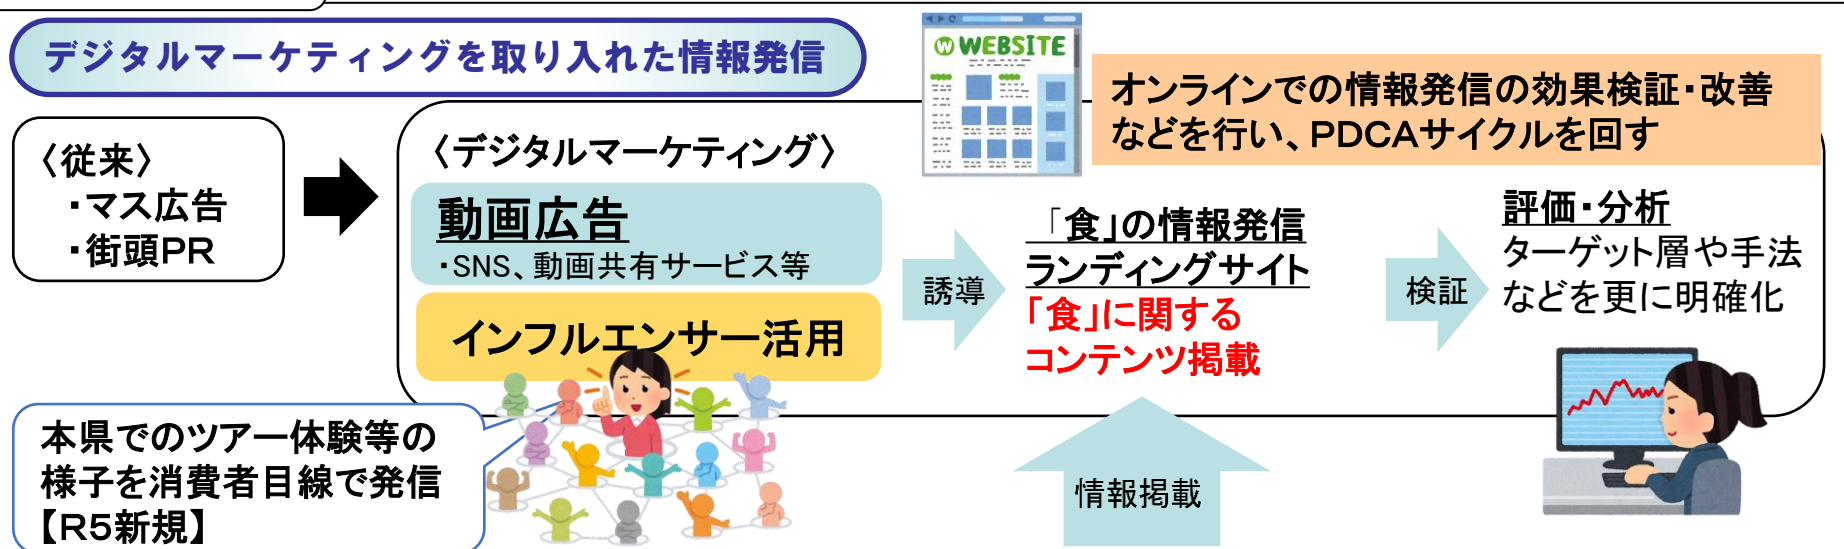 デジタルマーケティングを取り入れた情報発信
〈従来〉
・マス広告
・街頭PR
〈デジタルマーケティング〉
動画広告
・SNS、動画共有サービス等
インフルエンサー活用
本県でのツアー体験等の
様子を消費者目線で発信
【R5新規】
誘導
W WEBSITE
オンラインでの情報発信の効果検証・改善
などを行い、PDCAサイクルを回す
「食」の情報発信
ランディングサイト
「食」に関する
コンテンツ掲載
情報掲載
検証
評価・分析
ターゲット層や手法
などを更に明確化